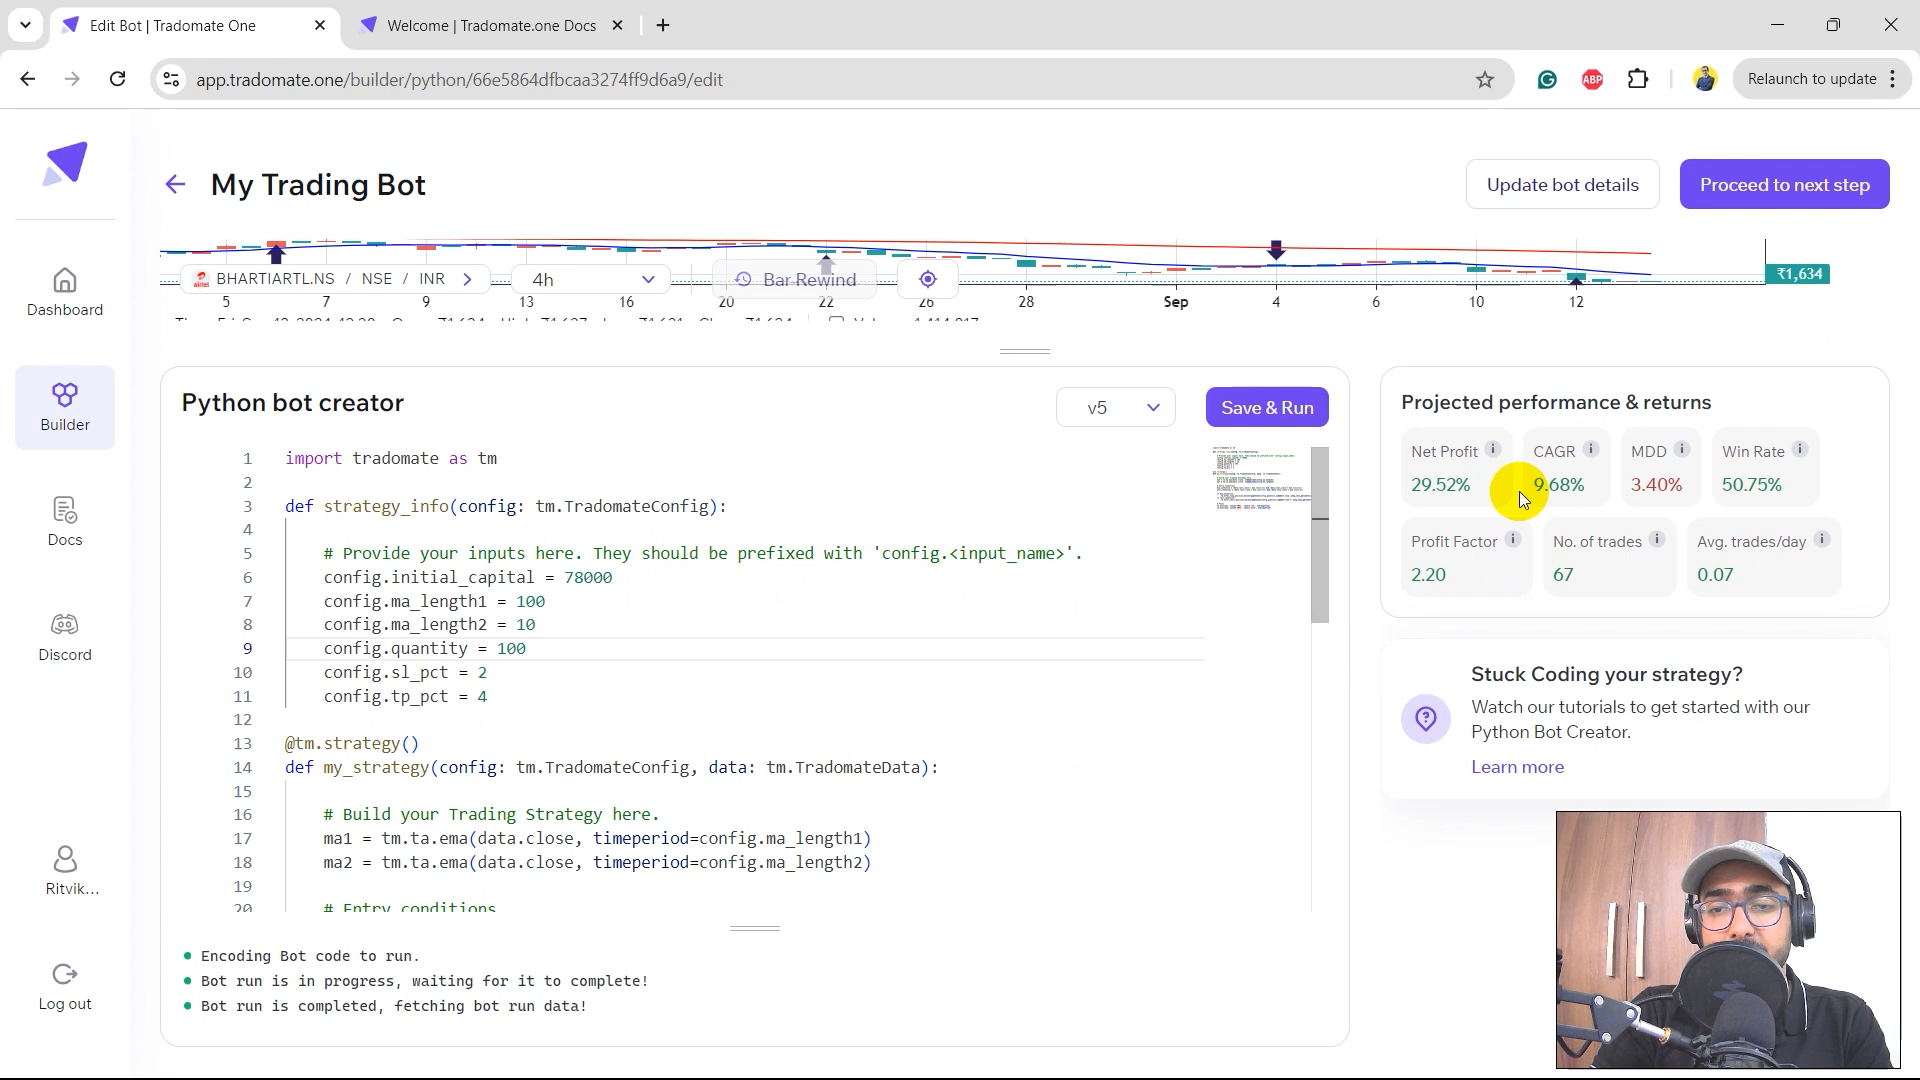 Edit Bot | Tradomate One
Welcome | Tradomate.one Docs
app.tradomate.one/builder/python/66e5864dfbcaa3274ff9d6a9/edit
ABP
Relaunch to update
My Trading Bot
Update bot details
Proceed to next step
BHARTIARTL.NS / NSE / INR
4h
Bar Rewind
₹1,634
5 7 9 13 16 20 22 26 28 Sep 4 6 10 12
Dashboard
Builder
Docs
Discord
Ritvik...
Log out
Python bot creator
v5
Save & Run
1 import tradomate as tm
2
3 def strategy_info(config: tm.TradomateConfig):
4
5 # Provide your inputs here. They should be prefixed with 'config.<input_name>'.
6 config.initial_capital = 78000
7 config.ma_length1 = 100
8 config.ma_length2 = 10
9 config.quantity = 100
10 config.sl_pct = 2
11 config.tp_pct = 4
12
13 @tm.strategy()
14 def my_strategy(config: tm.TradomateConfig, data: tm.TradomateData):
15
16 # Build your Trading Strategy here.
17 ma1 = tm.ta.ema(data.close, timeperiod=config.ma_length1)
18 ma2 = tm.ta.ema(data.close, timeperiod=config.ma_length2)
19
20 # Entry conditions
Encoding Bot code to run.
Bot run is in progress, waiting for it to complete!
Bot run is completed, fetching bot run data!
Projected performance & returns
Net Profit CAGR MDD Win Rate
29.52% 9.68% 3.40% 50.75%
Profit Factor No. of trades Avg. trades/day
2.20 67 0.07
Stuck Coding your strategy?
Watch our tutorials to get started with our
Python Bot Creator.
Learn more